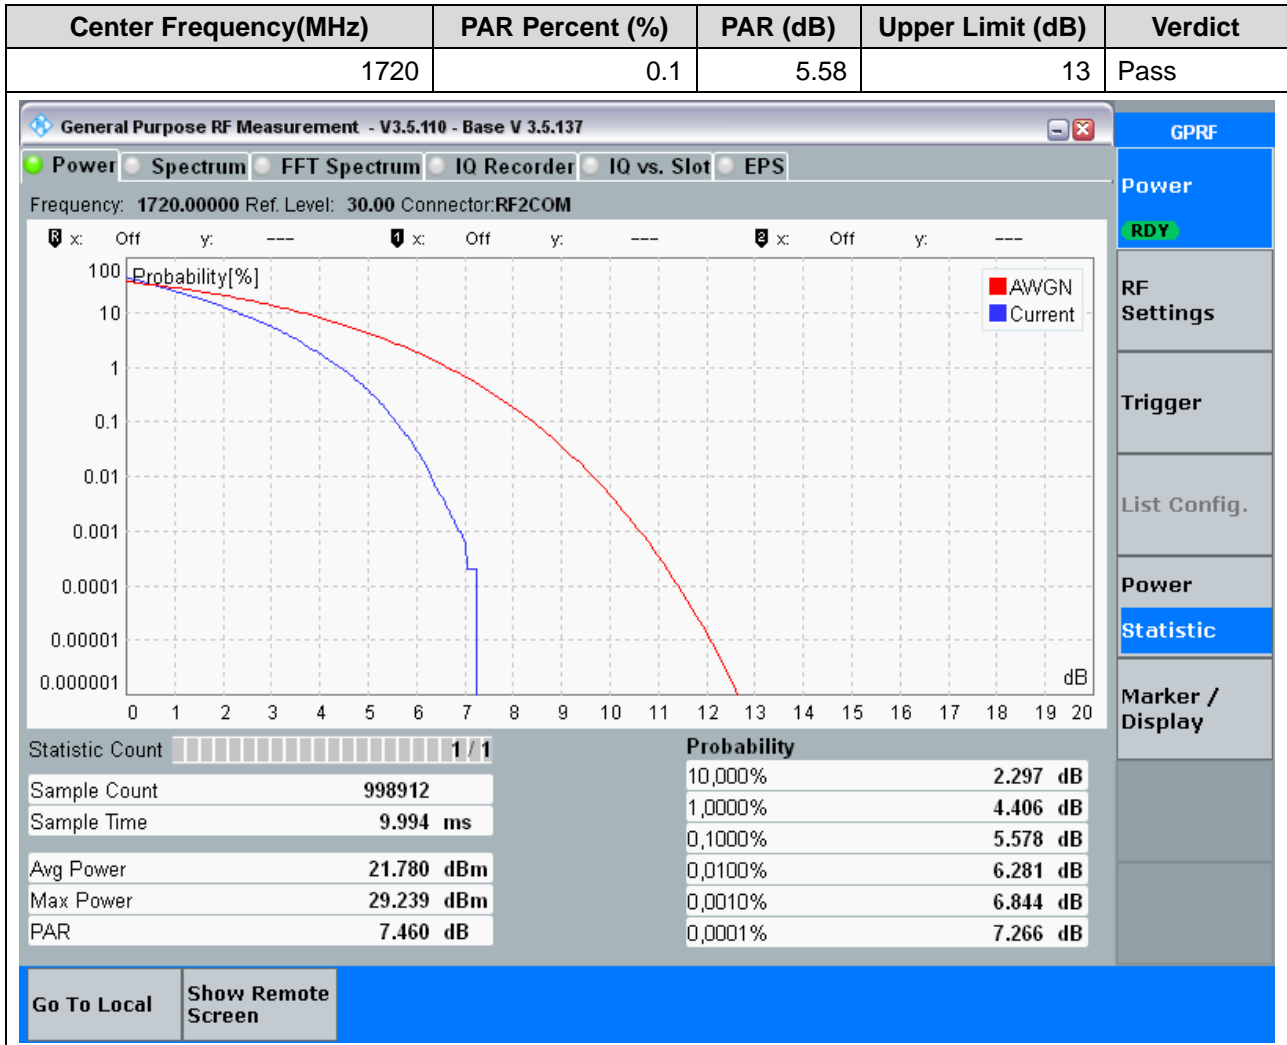 Center Frequency(MHz) PAR Percent (%) PAR (dB) Upper Limit (dB) Verdict
1720 0.1 5.58 13 Pass
General Purpose RF Measurement - V3.5.110 - Base V 3.5.137
GPRF
Power Spectrum FFT Spectrum IQ Recorder IQ vs. Slot EPS
Frequency: 1720.00000 Ref. Level: 30.00 Connector:RF2COM
R x: Off y: --- 1 x: Off y: --- 2 x: Off y: ---
Probability[%]
100
10
1
0.1
0.01
0.001
0.0001
0.00001
0.000001
AWGN
Current
dB
0 1 2 3 4 5 6 7 8 9 10 11 12 13 14 15 16 17 18 19 20
Statistic Count 1 / 1
Sample Count 998912
Sample Time 9.994 ms
Avg Power 21.780 dBm
Max Power 29.239 dBm
PAR 7.460 dB
Probability
10,000% 2.297 dB
1,0000% 4.406 dB
0,1000% 5.578 dB
0,0100% 6.281 dB
0,0010% 6.844 dB
0,0001% 7.266 dB
Power
RDY
RF
Settings
Trigger
List Config.
Power
Statistic
Marker /
Display
Go To Local
Show Remote
Screen